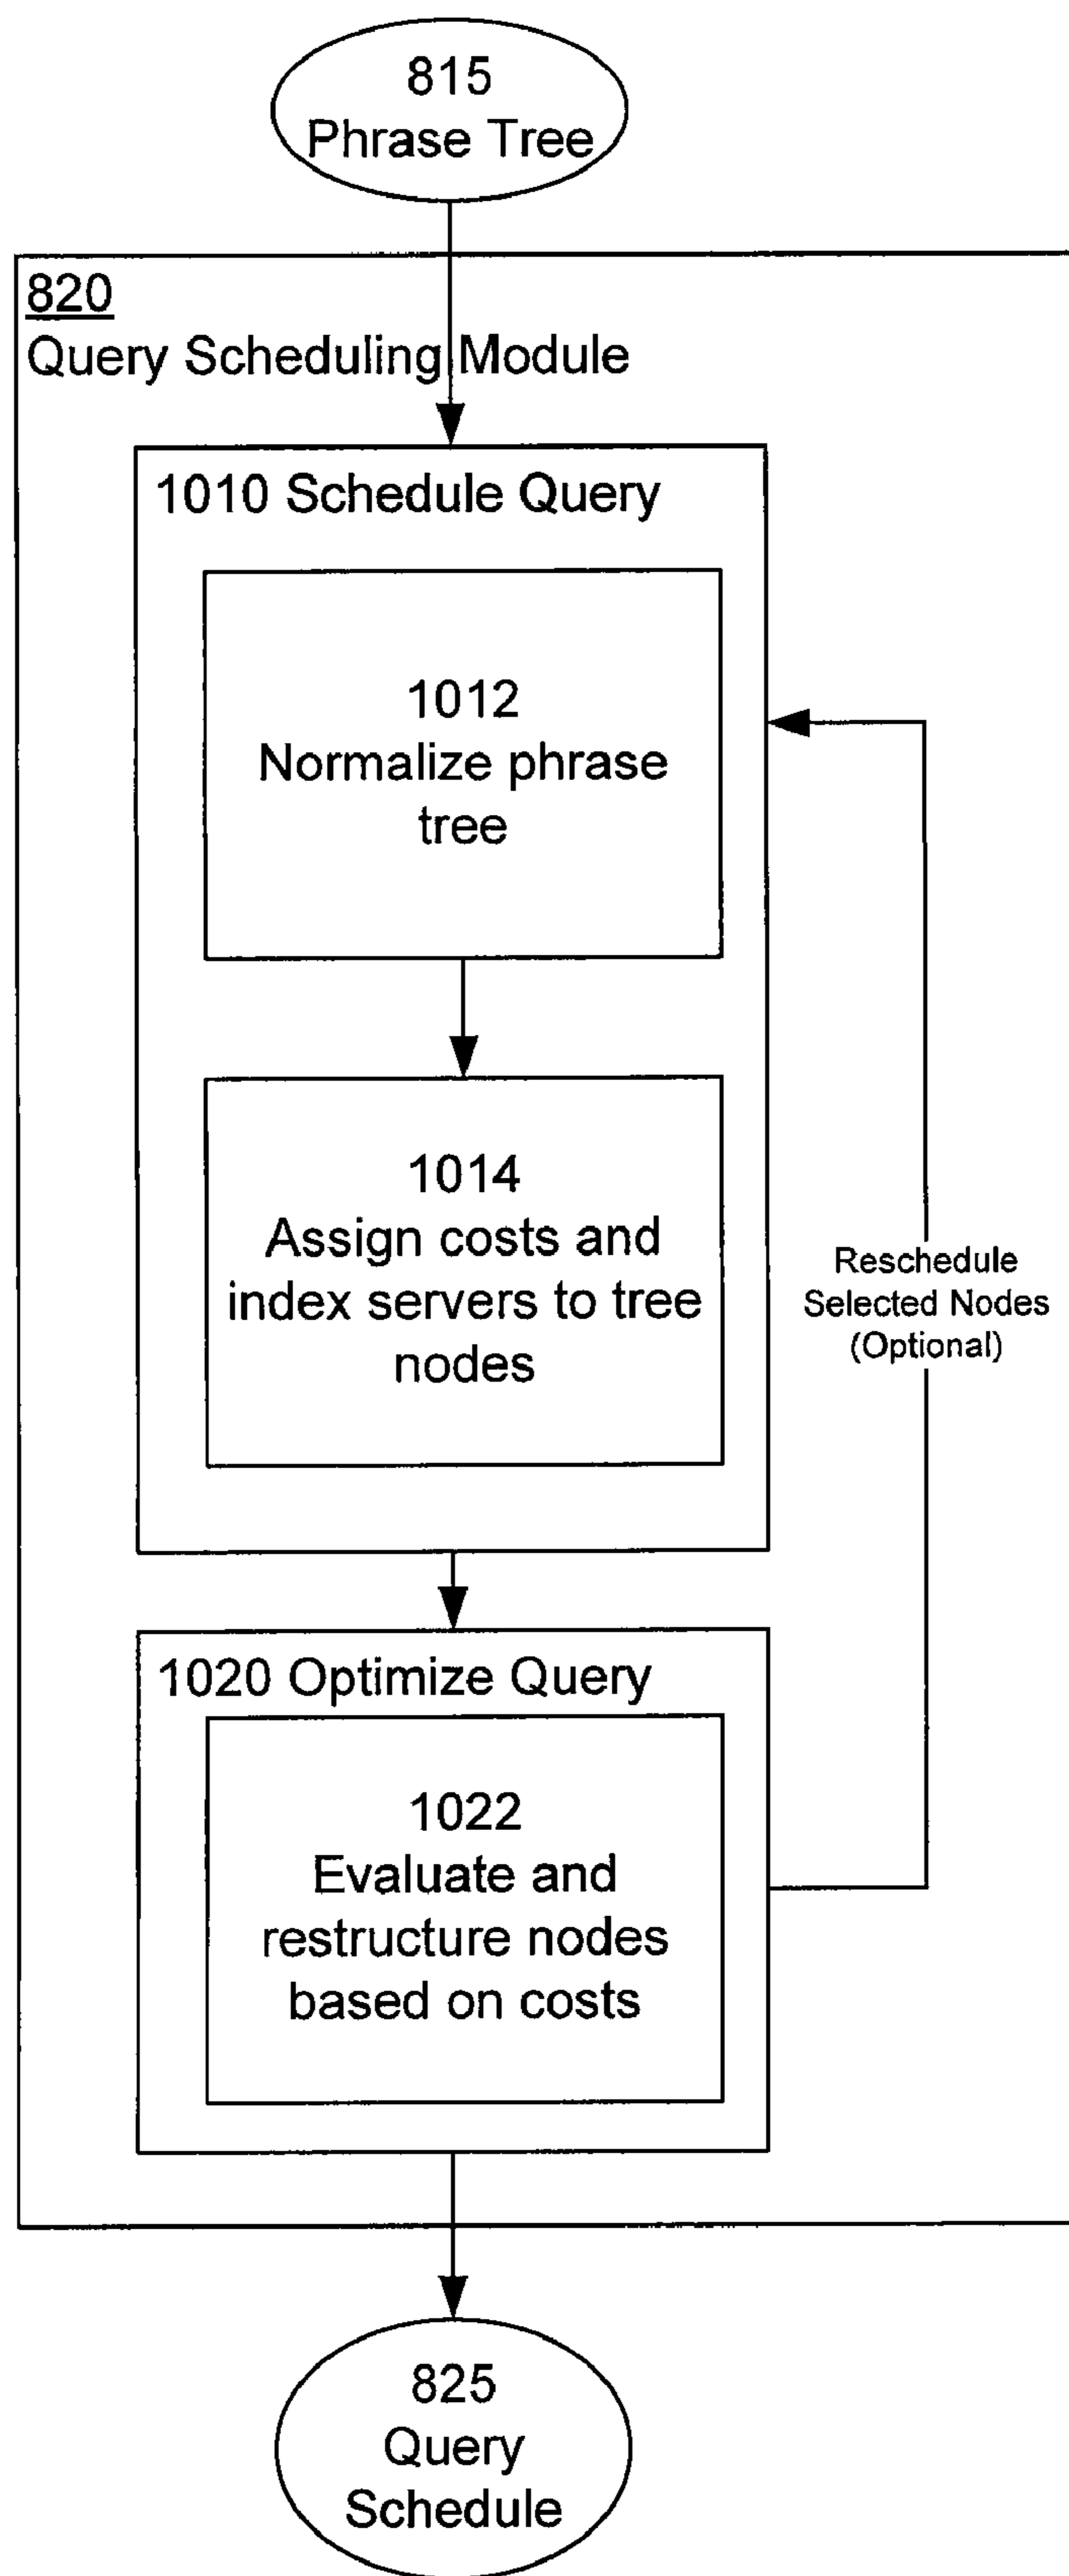 815
Phrase Tree
820
Query Scheduling Module
1010 Schedule Query
1012
Normalize phrase
tree
1014
Assign costs and
index servers to tree
nodes
Reschedule
Selected Nodes
(Optional)
1020 Optimize Query
1022
Evaluate and
restructure nodes
based on costs
825
Query
Schedule